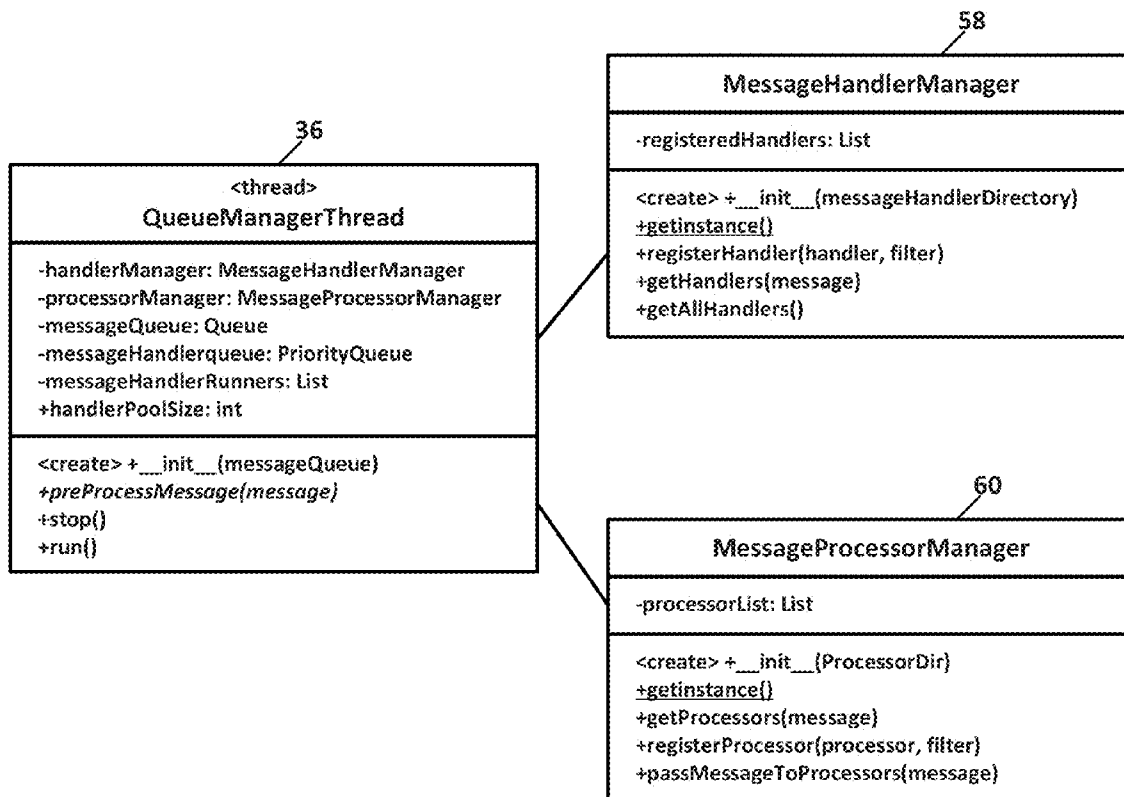 36
<thread>
QueueManagerThread
-handlerManager: MessageHandlerManager
-processorManager: MessageProcessorManager
-messageQueue: Queue
-messageHandlerqueue: PriorityQueue
-messageHandlerRunners: List
+handlerPoolSize: int
<create> +__init__(messageQueue)
+preProcessMessage(message)
+stop()
+run()
58
MessageHandlerManager
-registeredHandlers: List
<create> +__init__(messageHandlerDirectory)
+getinstance()
+registerHandler(handler, filter)
+getHandlers(message)
+getAllHandlers()
60
MessageProcessorManager
-processorList: List
<create> +__init__(ProcessorDir)
+getinstance()
+getProcessors(message)
+registerProcessor(processor, filter)
+passMessageToProcessors(message)